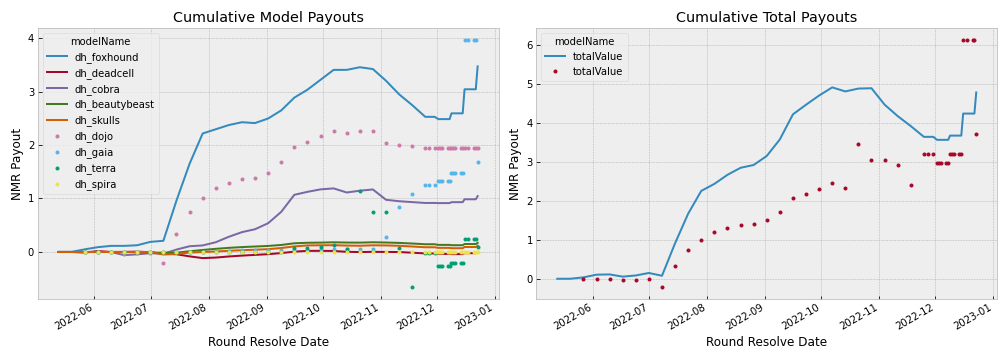 Cumulative Model Payouts
NMR Payout
4
3
2
1
0
modelName
dh_foxhound
dh_deadcell
dh_cobra
dh_beautybeast
dh_skulls
dh_dojo
dh_gaia
dh_terra
dh_spira
2022-06
2022-07
2022-08
2022-09
2022-10
2022-11
2022-12
2023-01
Round Resolve Date
Cumulative Total Payouts
NMR Payout
6
5
4
3
2
1
0
modelName
totalValue
totalValue
2022-06
2022-07
2022-08
2022-09
2022-10
2022-11
2022-12
2023-01
Round Resolve Date